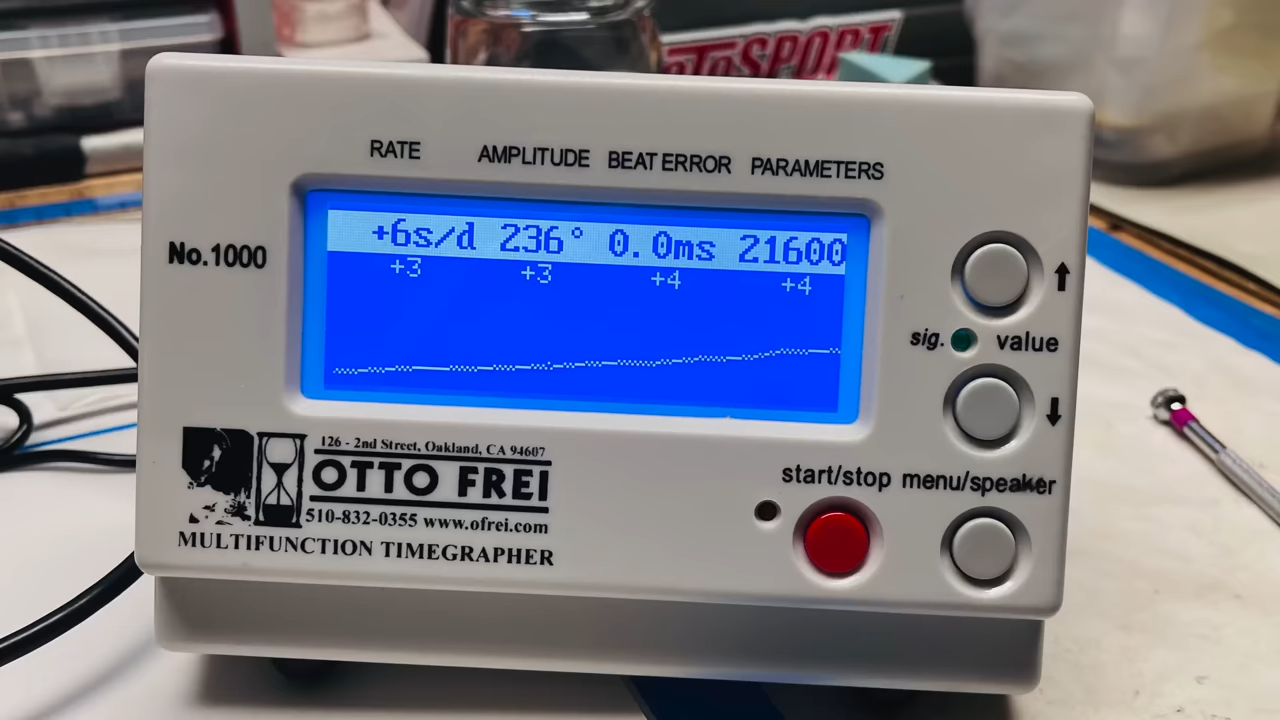 OTOSPORT
RATE AMPLITUDE BEAT ERROR PARAMETERS
+6s/d 236° 0.0ms 21600
+3 +3 +4 +4
No.1000
sig. value
126 - 2nd Street, Oakland, CA 94607
OTTO FREI
510-832-0355 www.ofrei.com
MULTIFUNCTION TIMEGRAPHER
start/stop menu/speaker